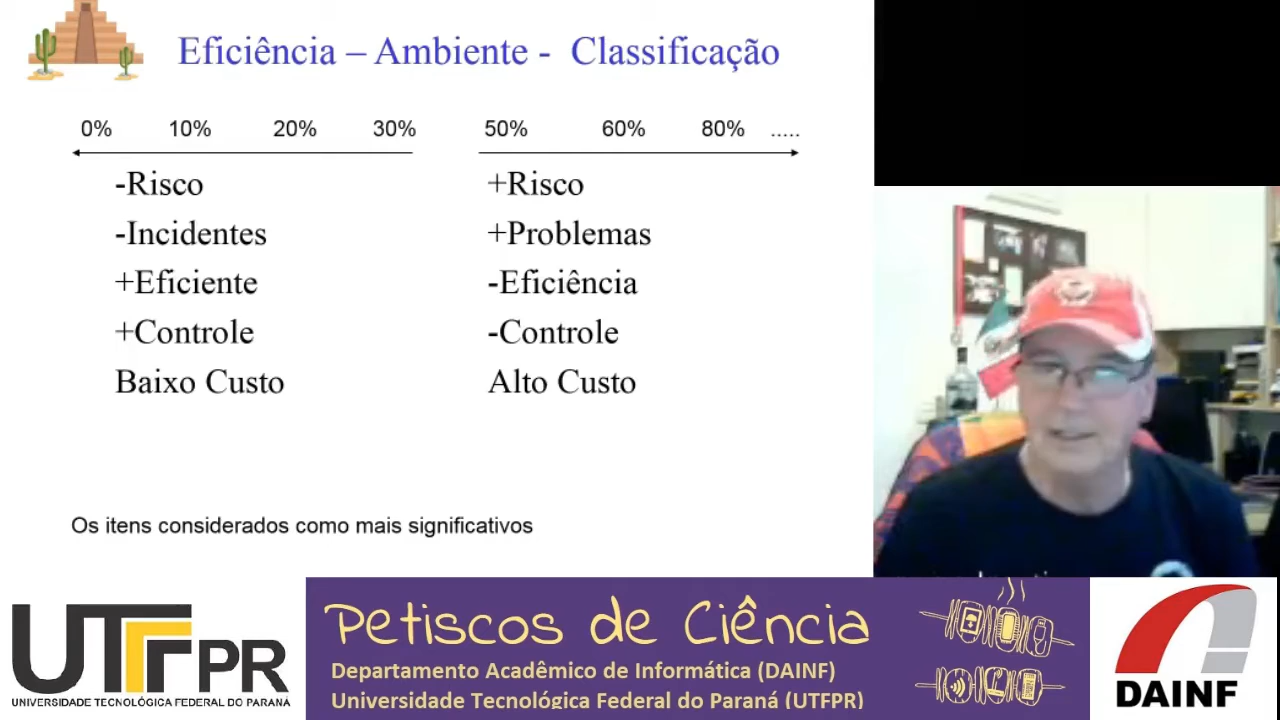 Eficiência – Ambiente - Classificação
0% 10% 20% 30% 50% 60% 80% .....
-Risco +Risco
-Incidentes +Problemas
+Eficiente -Eficiência
+Controle -Controle
Baixo Custo Alto Custo
Os itens considerados como mais significativos
UTFPR
UNIVERSIDADE TECNOLÓGICA FEDERAL DO PARANÁ
Petiscos de Ciência
Departamento Acadêmico de Informática (DAINF)
Universidade Tecnológica Federal do Paraná (UTFPR)
DAINF